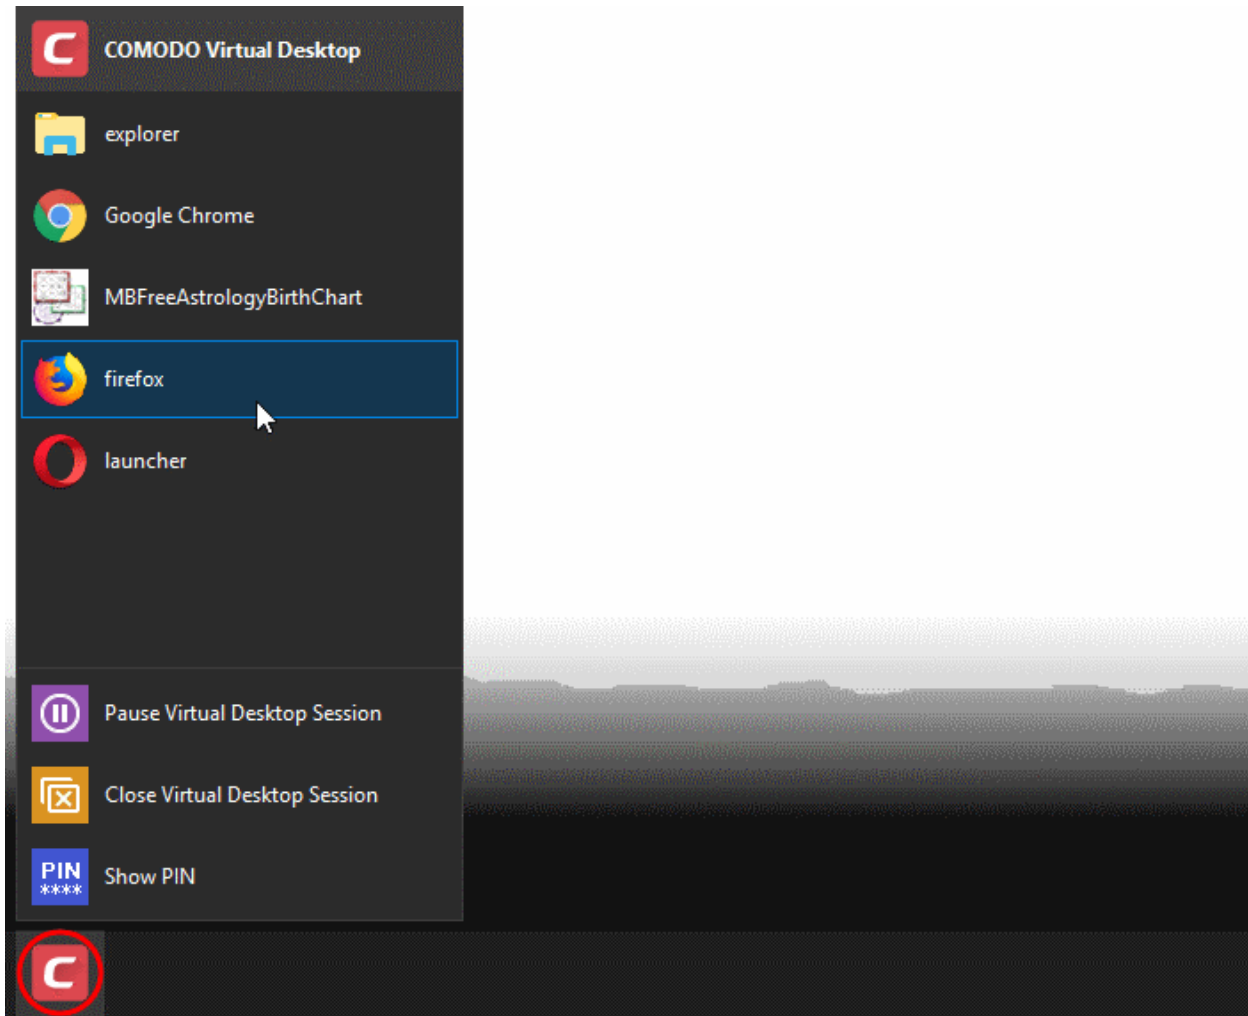 COMODO Virtual Desktop
explorer
Google Chrome
MBFreeAstrologyBirthChart
firefox
launcher
Pause Virtual Desktop Session
Close Virtual Desktop Session
PIN
****
Show PIN